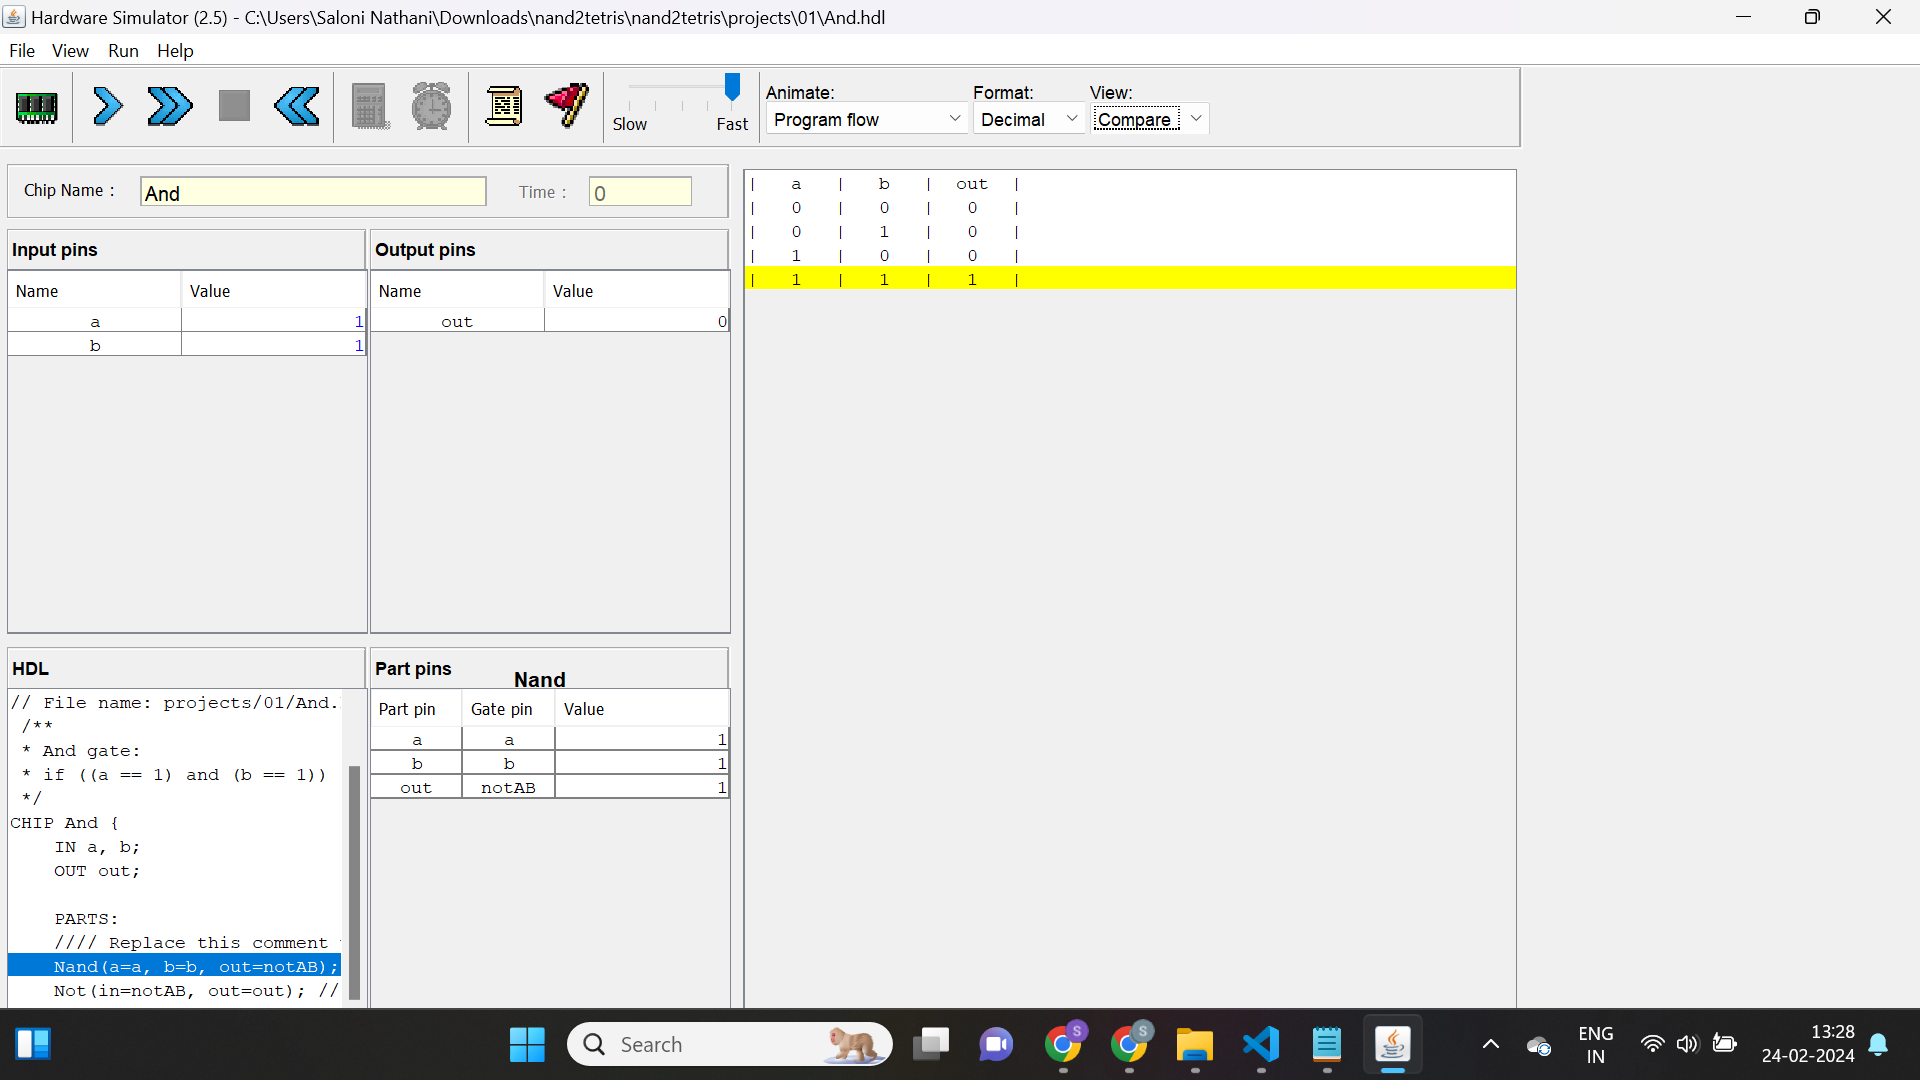 Hardware Simulator (2.5) - C:\Users\Saloni Nathani\Downloads\nand2tetris\nand2tetris\projects\01\And.hdl
File View Run Help
Slow Fast
Animate: Format: View:
Program flow Decimal Compare
Chip Name : And Time : 0
Input pins Output pins
Name Value Name Value
a 1 out 0
b 1
| a | b | out |
| 0 | 0 | 0 |
| 0 | 1 | 0 |
| 1 | 0 | 0 |
| 1 | 1 | 1 |
HDL
// File name: projects/01/And.
/**
* And gate:
* if ((a == 1) and (b == 1))
*/
CHIP And {
IN a, b;
OUT out;
PARTS:
//// Replace this comment
Nand(a=a, b=b, out=notAB);
Not(in=notAB, out=out); //
Part pins Nand
Part pin Gate pin Value
a a 1
b b 1
out notAB 1
Search
S
S
ENG
IN
13:28
24-02-2024